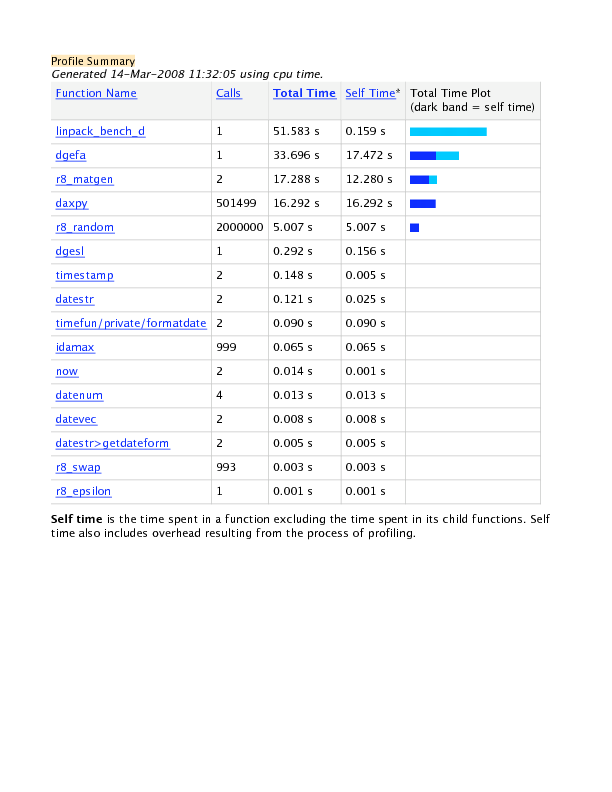 Profile Summary
Generated 14-Mar-2008 11:32:05 using cpu time.
Function Name Calls Total Time Self Time* Total Time Plot
(dark band = self time)
linpack_bench_d 1 51.583 s 0.159 s
dgefa 1 33.696 s 17.472 s
r8_matgen 2 17.288 s 12.280 s
daxpy 501499 16.292 s 16.292 s
r8_random 2000000 5.007 s 5.007 s
dgesl 1 0.292 s 0.156 s
timestamp 2 0.148 s 0.005 s
datestr 2 0.121 s 0.025 s
timefun/private/formatdate 2 0.090 s 0.090 s
idamax 999 0.065 s 0.065 s
now 2 0.014 s 0.001 s
datenum 4 0.013 s 0.013 s
datevec 2 0.008 s 0.008 s
datestr>getdateform 2 0.005 s 0.005 s
r8_swap 993 0.003 s 0.003 s
r8_epsilon 1 0.001 s 0.001 s
Self time is the time spent in a function excluding the time spent in its child functions. Self
time also includes overhead resulting from the process of profiling.